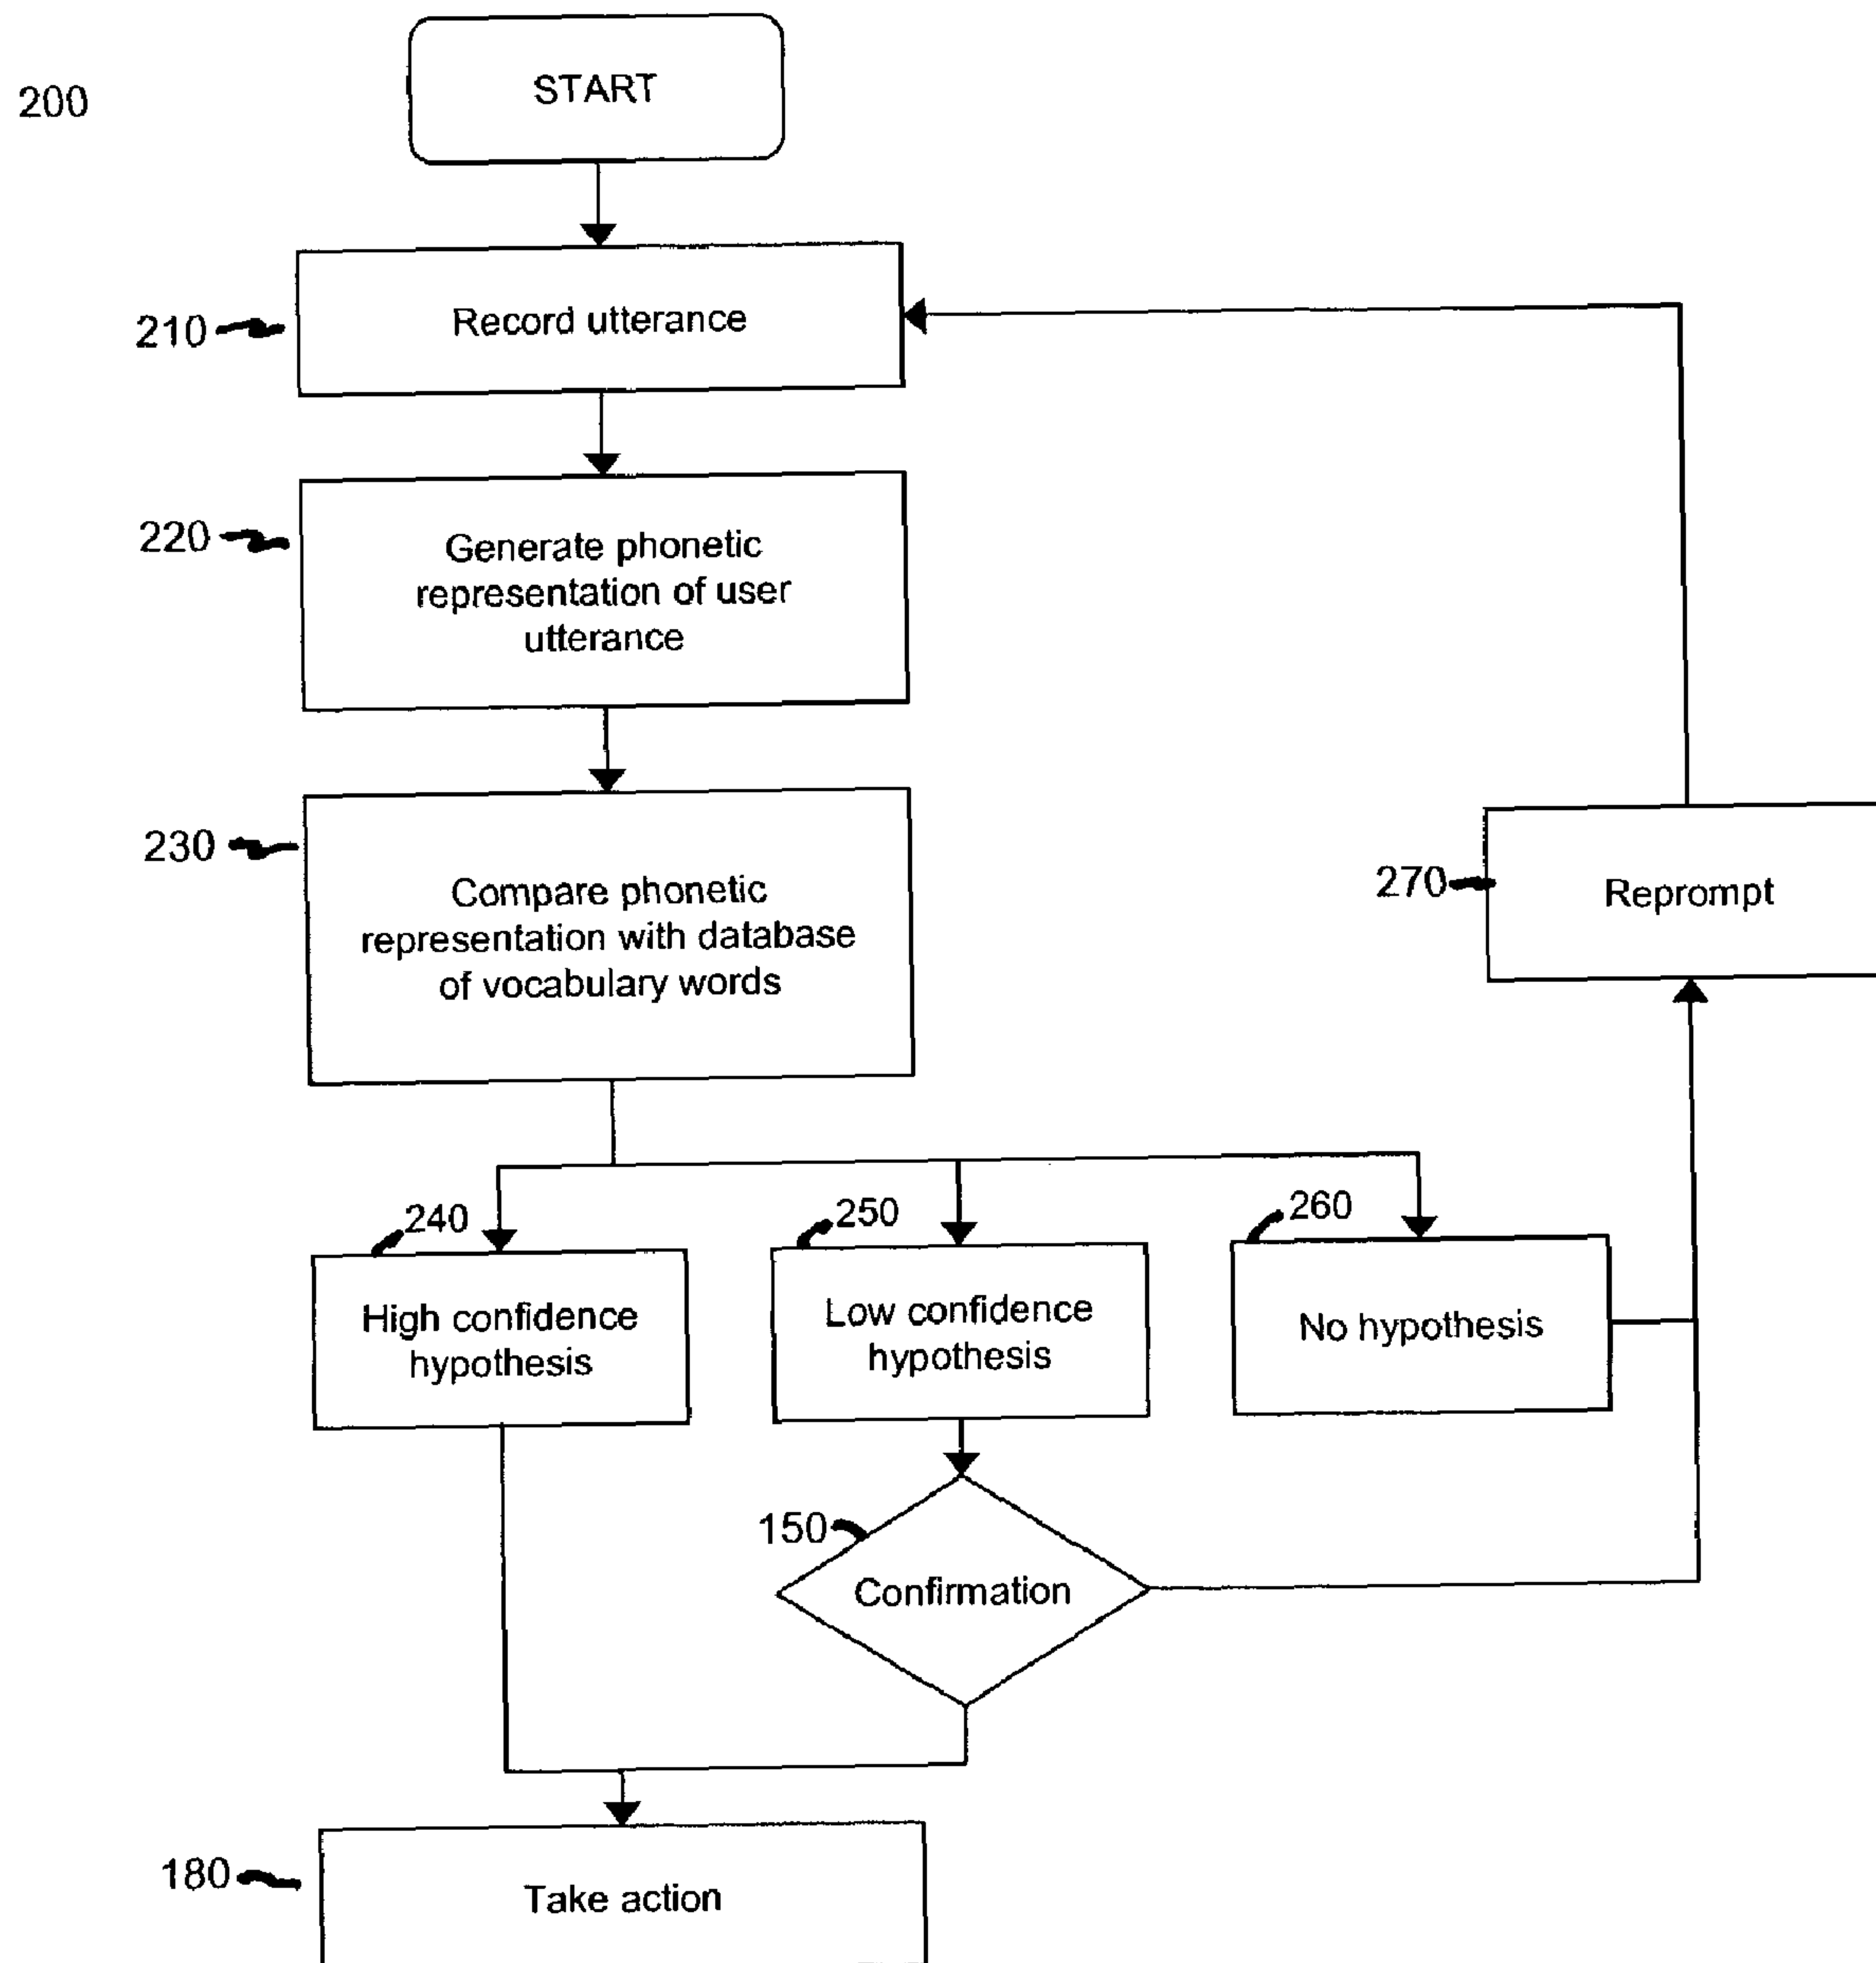 200
START
210
Record utterance
220
Generate phonetic
representation of user
utterance
230
Compare phonetic
representation with database
of vocabulary words
270
Reprompt
240
250
260
High confidence
hypothesis
Low confidence
hypothesis
No hypothesis
150
Confirmation
180
Take action